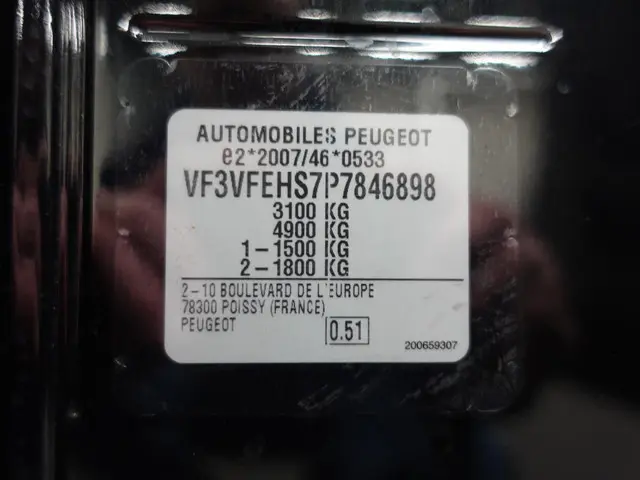 AUTOMOBILES PEUGEOT
e2*2007/46*0533
VF3VFEHS7P7846898
3100 KG
4900 KG
1-1500 KG
2-1800 KG
2-10 BOULEVARD DE L'EUROPE
78300 POISSY (FRANCE)
PEUGEOT
0.51
200659307